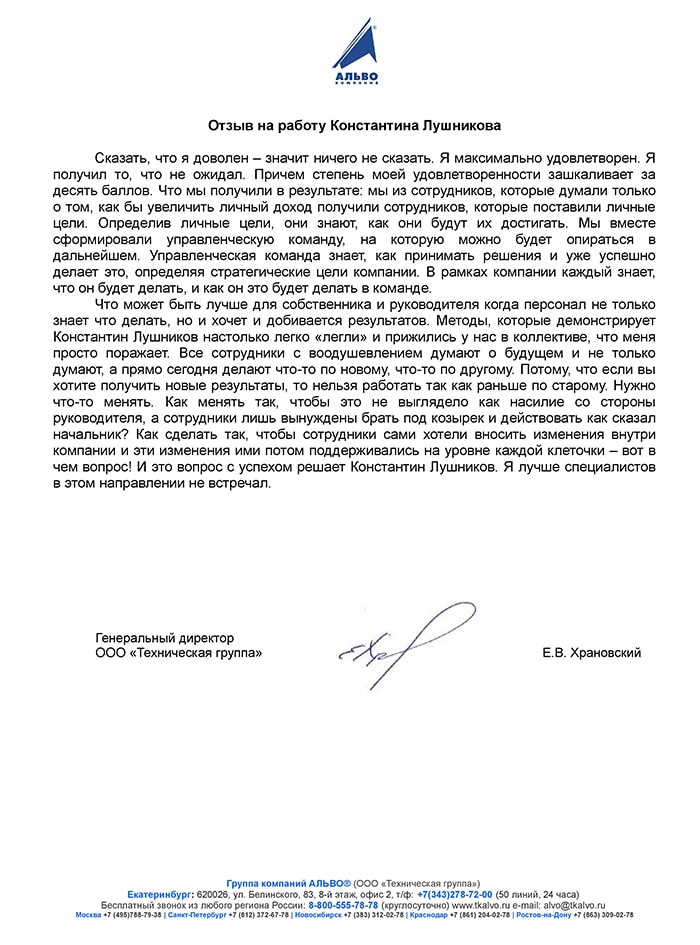 АЛЬВО
КОМПАНИЯ
Отзыв на работу Константина Лушникова
Сказать, что я доволен – значит ничего не сказать. Я максимально удовлетворен. Я
получил то, что не ожидал. Причем степень моей удовлетворенности зашкаливает за
десять баллов. Что мы получили в результате: мы из сотрудников, которые думали только
о том, как бы увеличить личный доход получили сотрудников, которые поставили личные
цели. Определив личные цели, они знают, как они будут их достигать. Мы вместе
сформировали управленческую команду, на которую можно будет опираться в
дальнейшем. Управленческая команда знает, как принимать решения и уже успешно
делает это, определяя стратегические цели компании. В рамках компании каждый знает,
что он будет делать, и как он это будет делать в команде.
Что может быть лучше для собственника и руководителя когда персонал не только
знает что делать, но и хочет и добивается результатов. Методы, которые демонстрирует
Константин Лушников настолько легко «легли» и прижились у нас в коллективе, что меня
просто поражает. Все сотрудники с воодушевлением думают о будущем и не только
думают, а прямо сегодня делают что-то по новому, что-то по другому. Потому, что если вы
хотите получить новые результаты, то нельзя работать так как раньше по старому. Нужно
что-то менять. Как менять так, чтобы это не выглядело как насилие со стороны
руководителя, а сотрудники лишь вынуждены брать под козырек и действовать как сказал
начальник? Как сделать так, чтобы сотрудники сами хотели вносить изменения внутри
компании и эти изменения ими потом поддерживались на уровне каждой клеточки – вот в
чем вопрос! И это вопрос с успехом решает Константин Лушников. Я лучше специалистов
в этом направлении не встречал.
Генеральный директор
ООО «Техническая группа»
Е.В. Храновский
Группа компаний АЛЬВО® (ООО «Техническая группа»)
Екатеринбург: 620026, ул. Белинского, 83, 8-й этаж, офис 2, т/ф: +7(343)278-72-00 (50 линий, 24 часа)
Бесплатный звонок из любого региона России: 8-800-555-78-78 (круглосуточно) www.tkalvo.ru e-mail: alvo@tkalvo.ru
Москва +7 (495)788-79-38 | Санкт-Петербург +7 (812) 372-67-78 | Новосибирск +7 (383) 312-02-78 | Краснодар +7 (861) 204-02-78 | Ростов-на-Дону +7 (863) 309-02-78